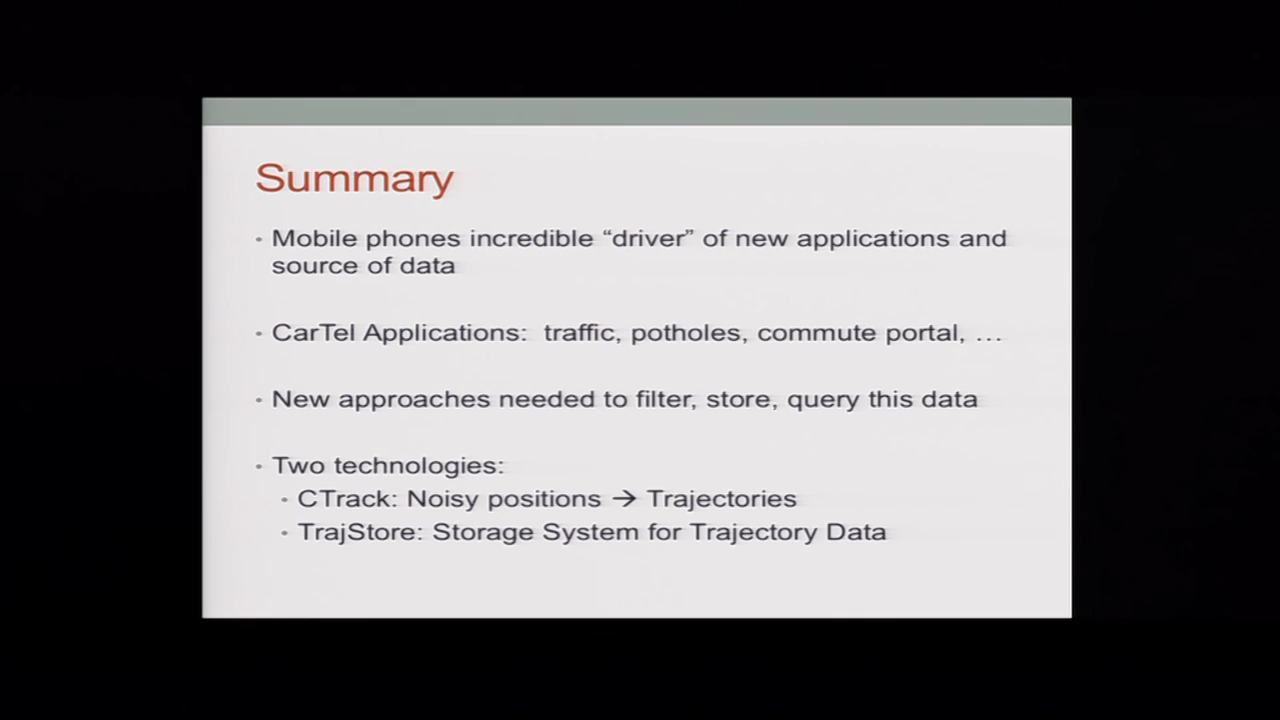 Summary
• Mobile phones incredible “driver” of new applications and
source of data
• CarTel Applications:  traffic, potholes, commute portal, …
• New approaches needed to filter, store, query this data
• Two technologies:
• CTrack: Noisy positions → Trajectories
• TrajStore: Storage System for Trajectory Data